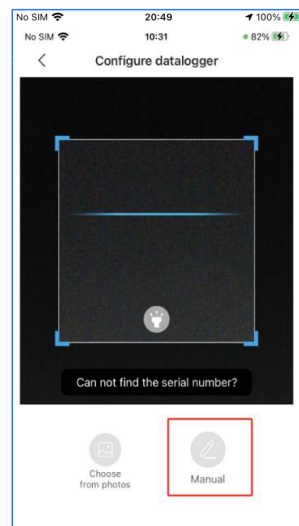 No SIM 20:49 100%
No SIM 10:31 82%
Configure datalogger
Can not find the serial number?
Choose
from photos
Manual